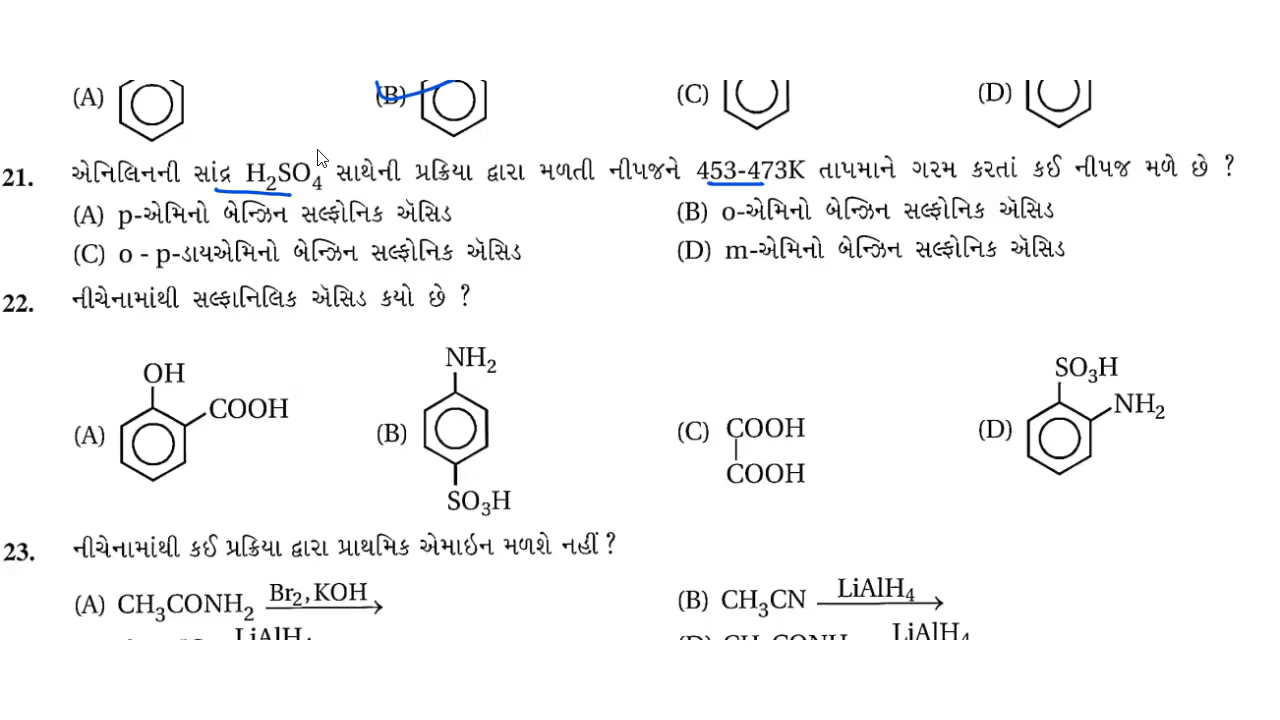 (A) (B) (C) (D)
21. એનિલિનની સાંદ્ર H₂SO₄ સાથેની પ્રક્રિયા દ્વારા મળતી નીપજને 453-473K તાપમાને ગરમ કરતાં કઈ નીપજ મળે છે ?
(A) p-એમિનો બેન્ઝિન સલ્ફોનિક ઍસિડ (B) o-એમિનો બેન્ઝિન સલ્ફોનિક ઍસિડ
(C) o - p-ડાયએમિનો બેન્ઝિન સલ્ફોનિક ઍસિડ (D) m-એમિનો બેન્ઝિન સલ્ફોનિક ઍસિડ
22. નીચેનામાંથી સલ્ફાનિલિક ઍસિડ કયો છે ?
(A) OH COOH
(B) NH₂ SO₃H
(C) COOH COOH
(D) SO₃H NH₂
23. નીચેનામાંથી કઈ પ્રક્રિયા દ્વારા પ્રાથમિક એમાઇન મળશે નહીં ?
(A) CH₃CONH₂ Br₂,KOH
(B) CH₃CN LiAlH₄
LiAlH₄
LiAlH₄